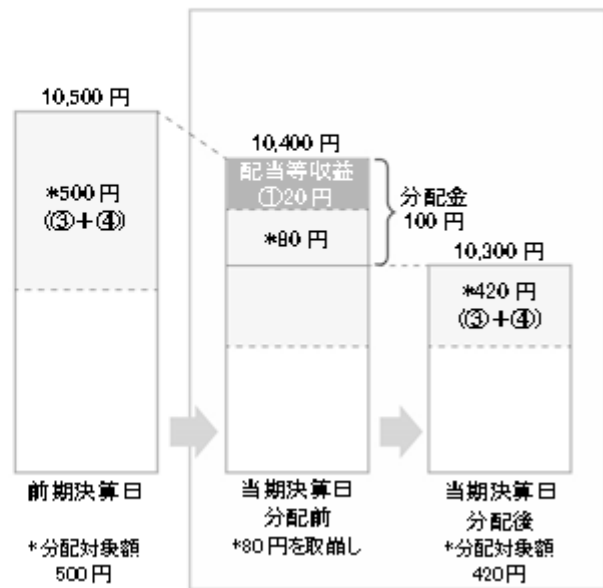 10,500 円
*500 円
(③+④)
前期決算日
*分配対象額
500 円
10,400 円
配当等収益
①20 円
*80 円
分配金
100 円
当期決算日
分配前
*80 円を取崩し
10,300 円
*420 円
(③+④)
当期決算日
分配後
*分配対象額
420円